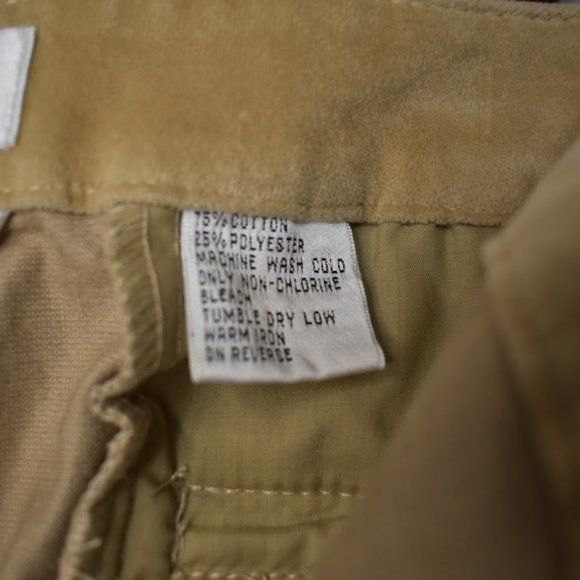 75% COTTON
25% POLYESTER
MACHINE WASH COLD
ONLY NON-CHLORINE
BLEACH
TUMBLE DRY LOW
WARM IRON
ON REVERSE